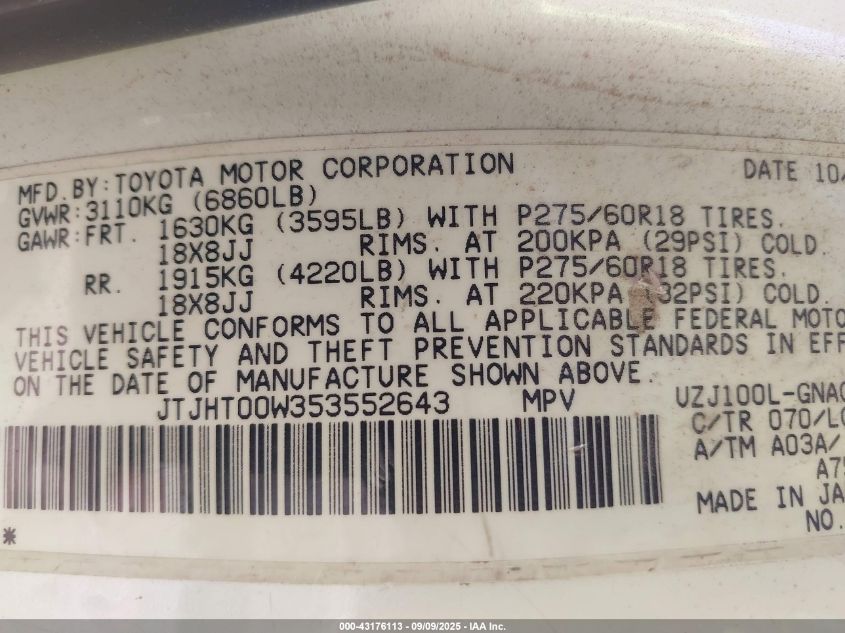 MFD.BY:TOYOTA MOTOR CORPORATION DATE 10/
GVWR:3110KG (6860LB)
GAWR:FRT. 1630KG (3595LB) WITH P275/60R18 TIRES.
18X8JJ RIMS. AT 200KPA (29PSI) COLD.
RR. 1915KG (4220LB) WITH P275/60R18 TIRES.
18X8JJ RIMS. AT 220KPA (32PSI) COLD.
THIS VEHICLE CONFORMS TO ALL APPLICABLE FEDERAL MOTO
VEHICLE SAFETY AND THEFT PREVENTION STANDARDS IN EFF
ON THE DATE OF MANUFACTURE SHOWN ABOVE.
JTJHT00W353552643 MPV UZJ100L-GNA
C/TR 070/L
A/TM A03A/
A7
MADE IN JA
NO.
*
000-43176113 - 09/09/2025 - IAA Inc.